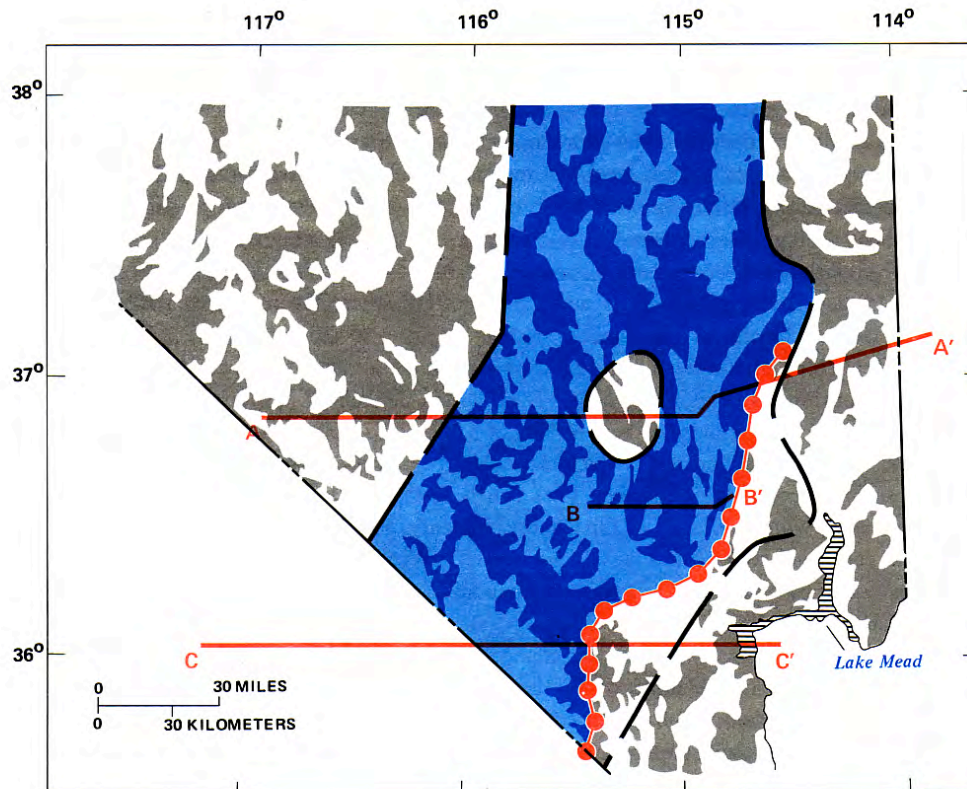 117° 116° 115° 114°
38°
37°
A A'
B B'
36°
C C'
Lake Mead
0 30 MILES
0 30 KILOMETERS